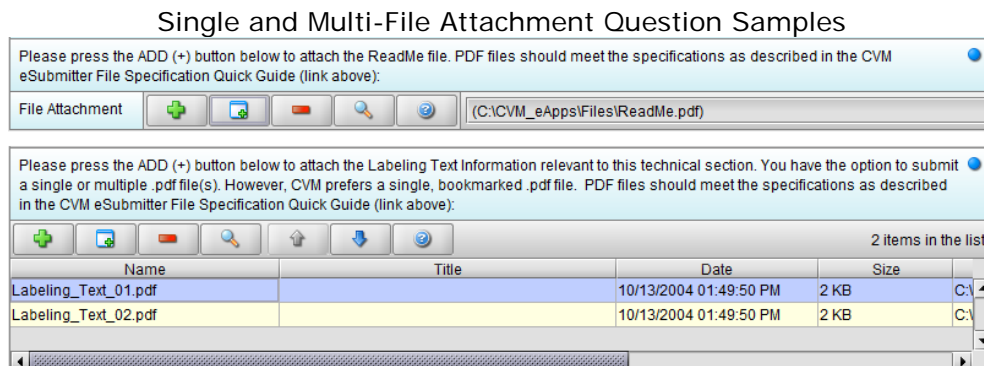 Single and Multi-File Attachment Question Samples
Please press the ADD (+) button below to attach the ReadMe file. PDF files should meet the specifications as described in the CVM
eSubmitter File Specification Quick Guide (link above):
File Attachment (C:\CVM_eApps\Files\ReadMe.pdf)
Please press the ADD (+) button below to attach the Labeling Text Information relevant to this technical section. You have the option to submit
a single or multiple .pdf file(s). However, CVM prefers a single, bookmarked .pdf file. PDF files should meet the specifications as described
in the CVM eSubmitter File Specification Quick Guide (link above):
2 items in the list
Name Title Date Size
Labeling_Text_01.pdf 10/13/2004 01:49:50 PM 2 KB C:\
Labeling_Text_02.pdf 10/13/2004 01:49:50 PM 2 KB C:\